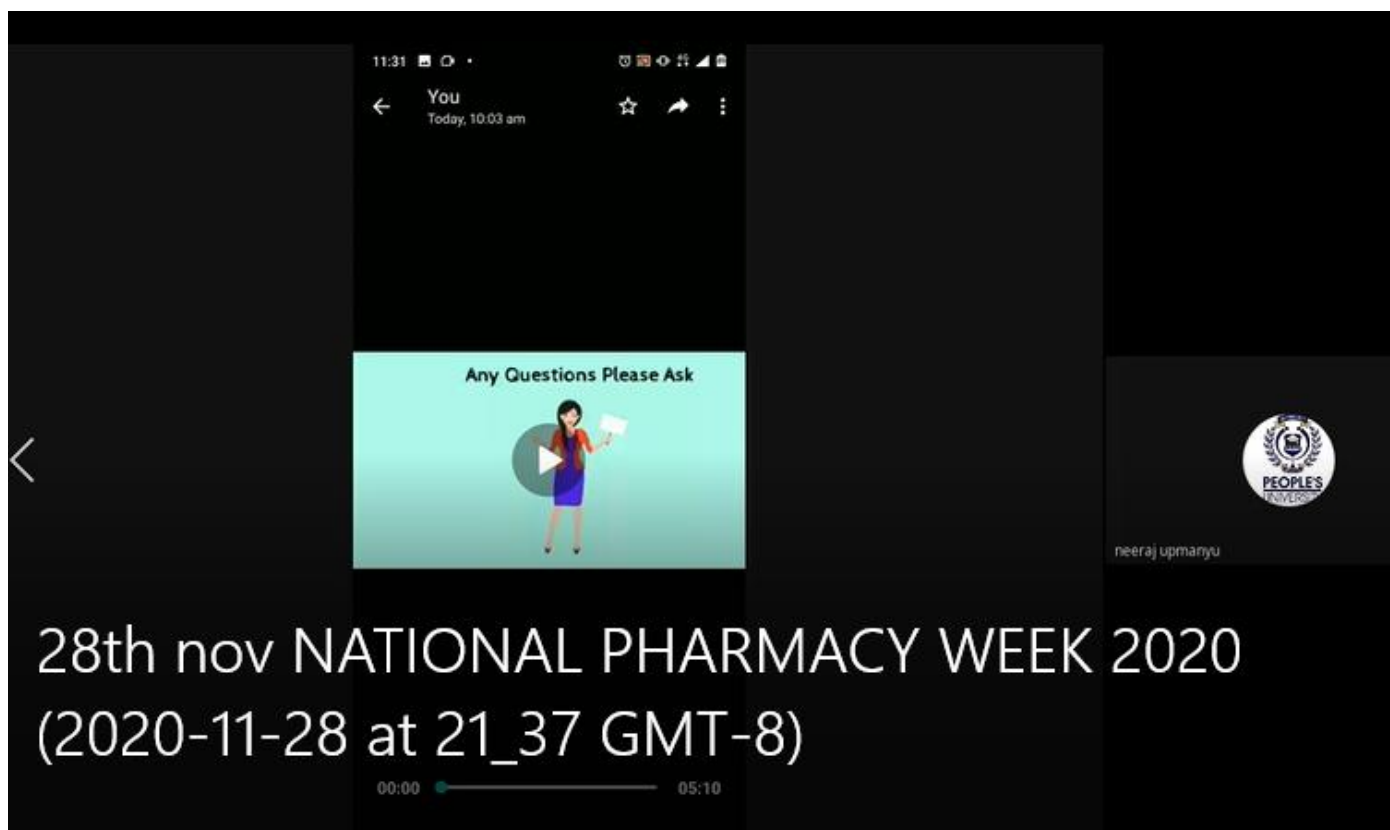 11:31
You
Today, 10:03 am
Any Questions Please Ask
PEOPLE'S
UNIVERSITY
neeraj upmanyu
28th nov NATIONAL PHARMACY WEEK 2020
(2020-11-28 at 21_37 GMT-8)
00:00 05:10